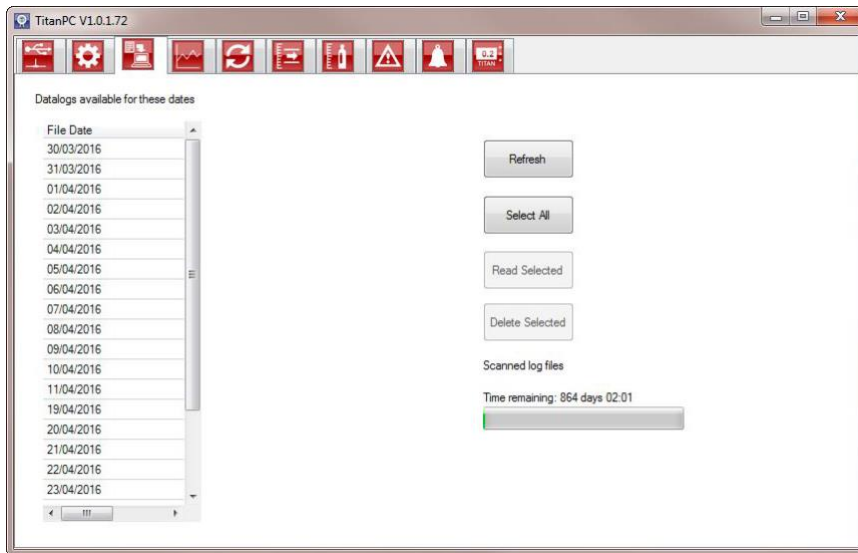 TitanPC V1.0.1.72
0.2
TITAN
Datalogs available for these dates
File Date
30/03/2016
31/03/2016
01/04/2016
02/04/2016
03/04/2016
04/04/2016
05/04/2016
06/04/2016
07/04/2016
08/04/2016
09/04/2016
10/04/2016
11/04/2016
19/04/2016
20/04/2016
21/04/2016
22/04/2016
23/04/2016
Refresh
Select All
Read Selected
Delete Selected
Scanned log files
Time remaining: 864 days 02:01